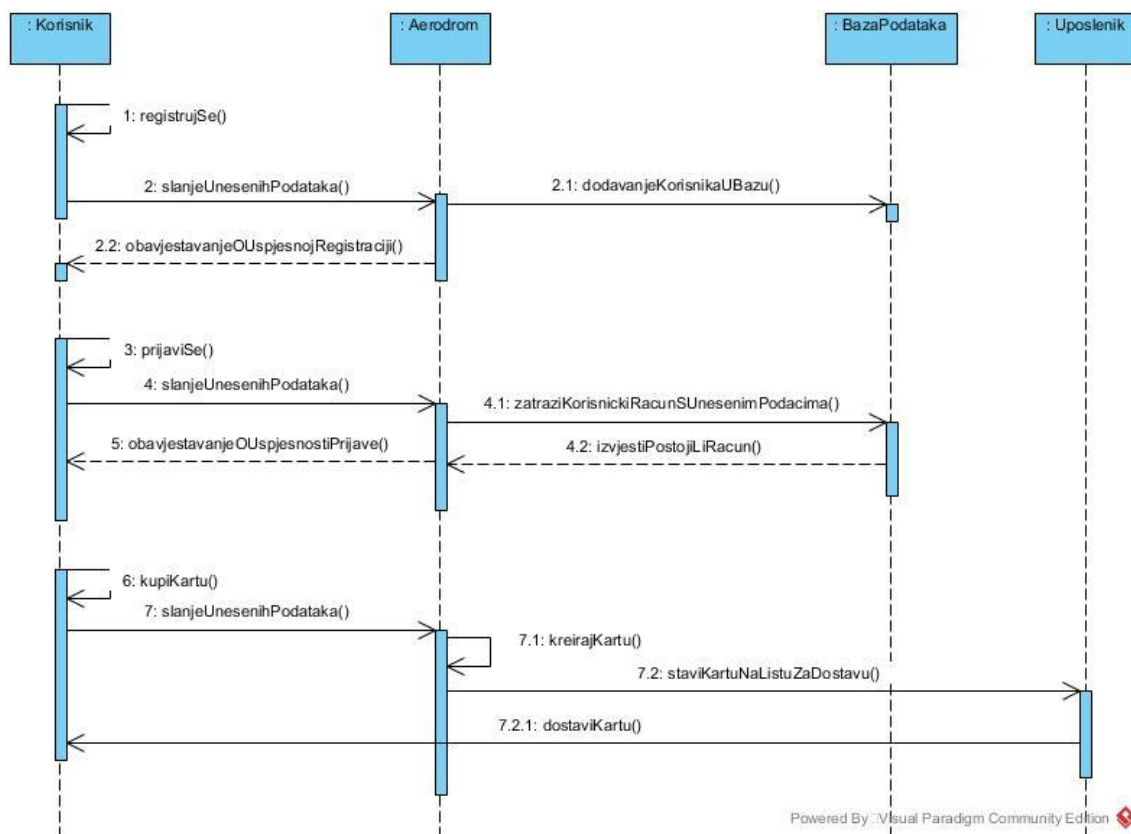 : Korisnik
: Aerodrom
: BazaPodataka
: Uposlenik
1: registrujSe()
2: slanjeUnesenihPodataka()
2.1: dodavanjeKorisnikaUBazu()
2.2: obavjestavanjeOUspjesnojRegistraciji()
3: prijaviSe()
4: slanjeUnesenihPodataka()
4.1: zatraziKorisnickiRacunSUnesenimPodacima()
5: obavjestavanjeOUspjesnostiPrijave()
4.2: izvjestiPostojiLiRacun()
6: kupiKartu()
7: slanjeUnesenihPodataka()
7.1: kreirajKartu()
7.2: staviKartuNaListuZaDostavu()
7.2.1: dostaviKartu()
Powered By Visual Paradigm Community Edition